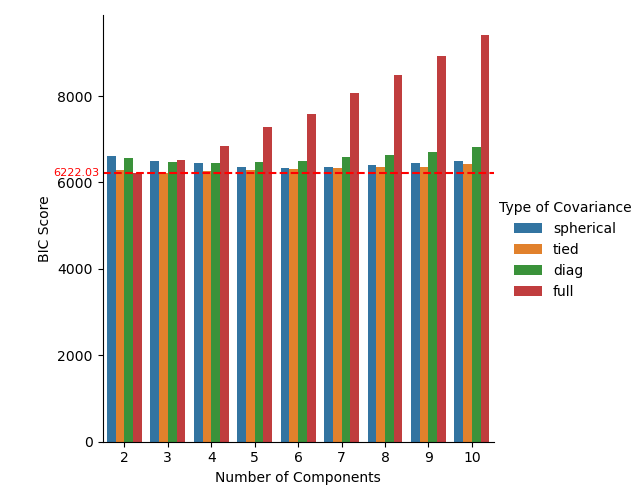 8000
6222.03
6000
4000
2000
0
BIC Score
2 3 4 5 6 7 8 9 10
Number of Components
Type of Covariance
spherical
tied
diag
full